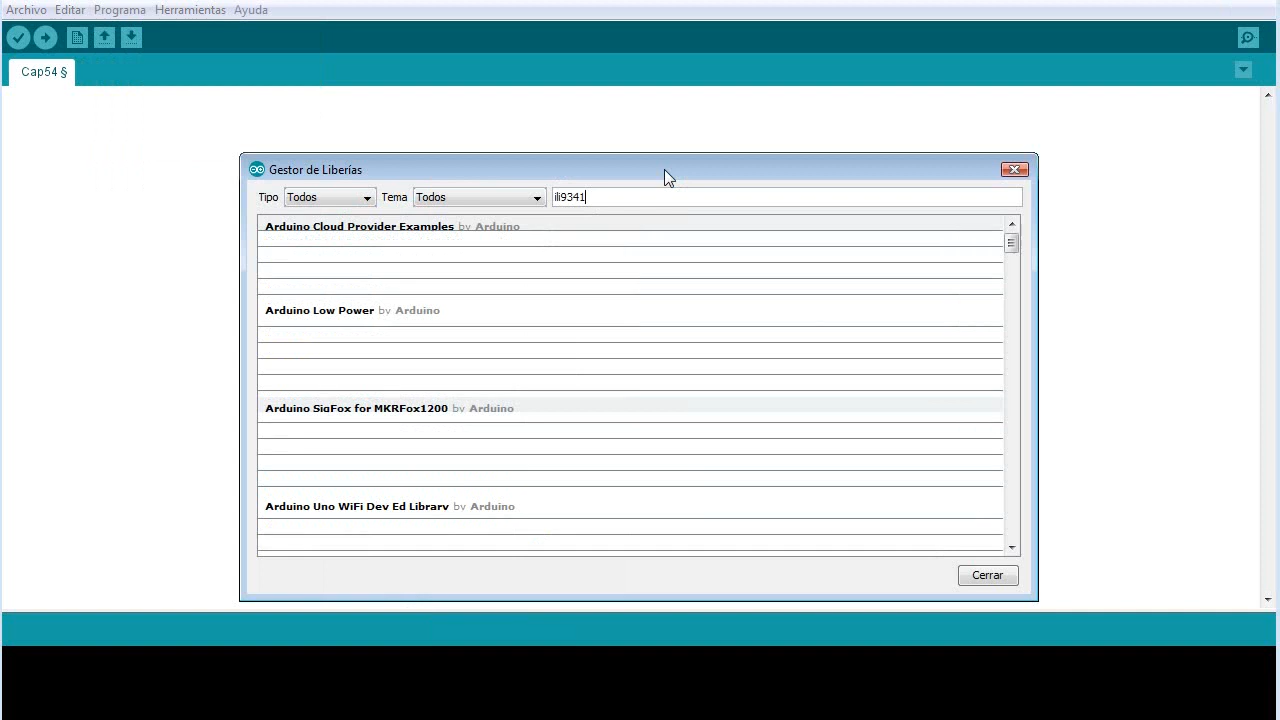 Archivo Editar Programa Herramientas Ayuda
Cap54 §
Gestor de Liberías
Tipo Todos Tema Todos ili9341
Arduino Cloud Provider Examples by Arduino
Arduino Low Power by Arduino
Arduino SigFox for MKRFox1200 by Arduino
Arduino Uno WiFi Dev Ed Library by Arduino
Cerrar